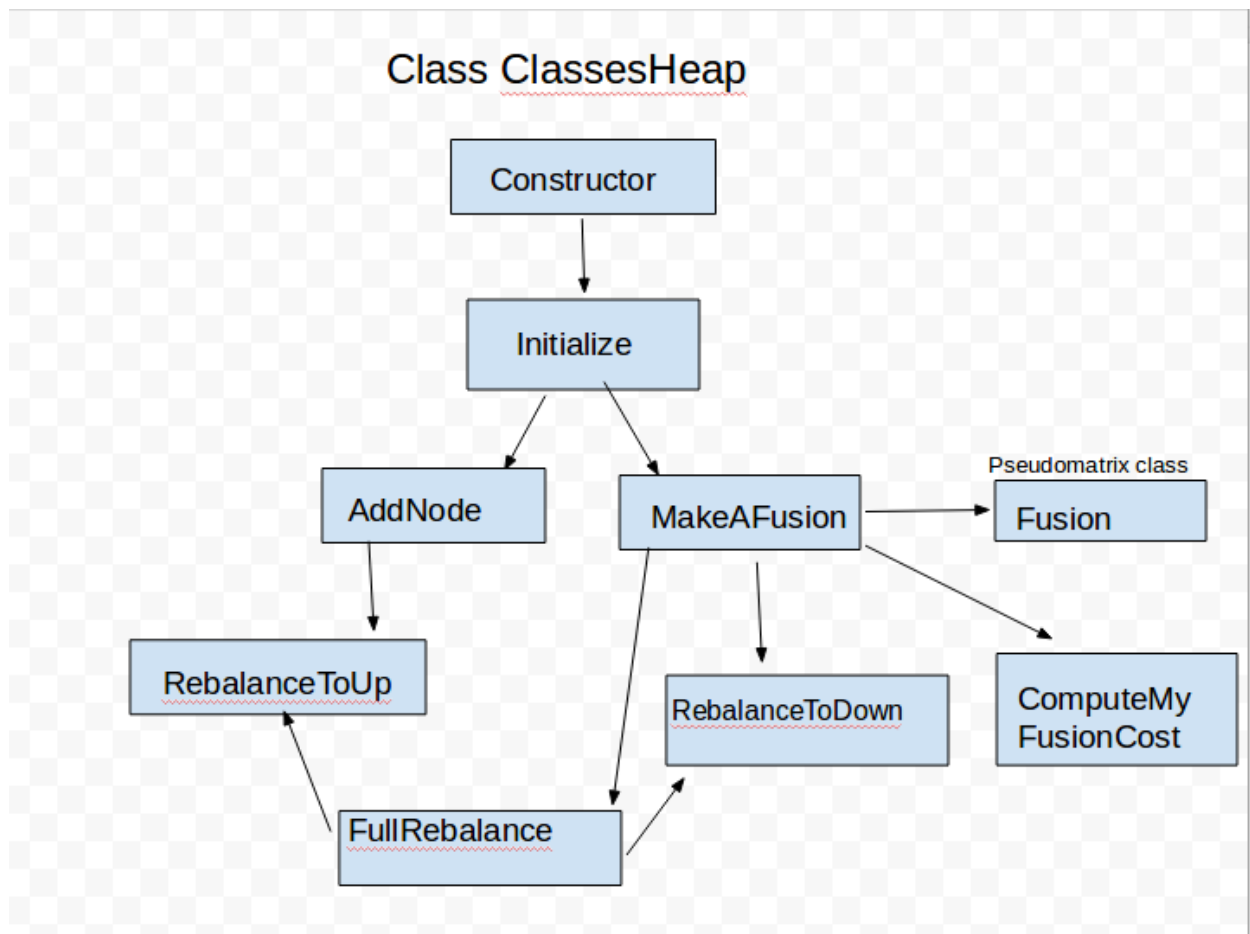 Class ClassesHeap
Constructor
Initialize
Pseudomatrix class
AddNode
MakeAFusion
Fusion
RebalanceToUp
RebalanceToDown
ComputeMy
FusionCost
FullRebalance